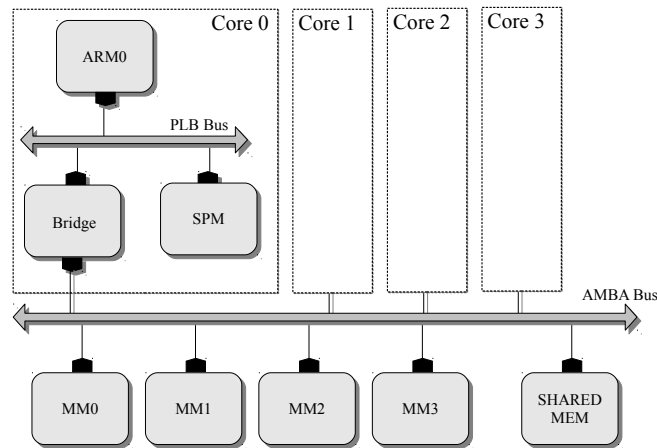 Core 0
Core 1
Core 2
Core 3
ARM0
PLB Bus
Bridge
SPM
AMBA Bus
MM0
MM1
MM2
MM3
SHARED
MEM